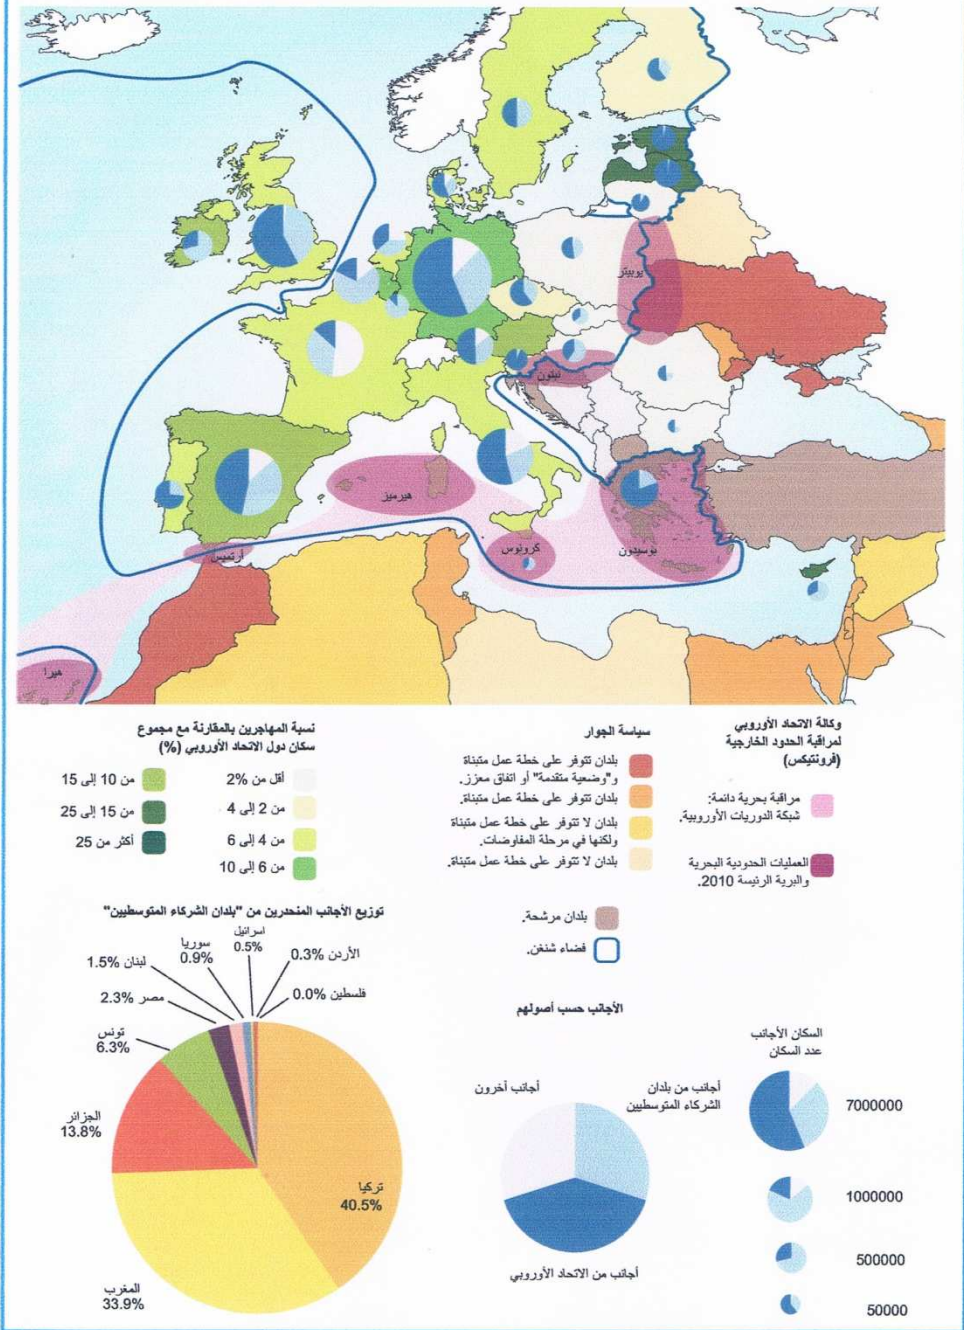 يوبيتر
نبتون
هيرميز
أرتميس
كرونوس
بوسيدون
هيرا
وكالة الاتحاد الأوروبي
لمراقبة الحدود الخارجية
(فرونتيكس)
مراقبة بحرية دائمة:
شبكة الدوريات الأوروبية.
العمليات الحدودية البحرية
والبرية الرئيسة 2010.
سياسة الجوار
بلدان تتوفر على خطة عمل متبناة
و"وضعية متقدمة" أو اتفاق معزز.
بلدان تتوفر على خطة عمل متبناة.
بلدان لا تتوفر على خطة عمل متبناة
ولكنها في مرحلة المفاوضات.
بلدان لا تتوفر على خطة عمل متبناة.
بلدان مرشحة.
فضاء شنغن.
نسبة المهاجرين بالمقارنة مع مجموع
سكان دول الاتحاد الأوروبي (%)
أقل من 2%
من 2 إلى 4
من 4 إلى 6
من 6 إلى 10
من 10 إلى 15
من 15 إلى 25
أكثر من 25
السكان الأجانب
عدد السكان
7000000
1000000
500000
50000
الأجانب حسب أصولهم
أجانب من بلدان
الشركاء المتوسطيين
أجانب أخرون
أجانب من الاتحاد الأوروبي
توزيع الأجانب المنحدرين من "بلدان الشركاء المتوسطيين"
فلسطين 0.0%
الأردن 0.3%
اسرائيل
0.5%
سوريا
0.9%
لبنان 1.5%
مصر 2.3%
تونس
6.3%
الجزائر
13.8%
المغرب
33.9%
تركيا
40.5%